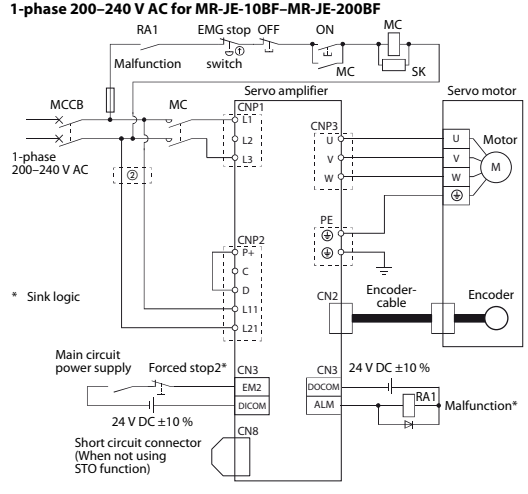 1-phase 200–240 V AC for MR-JE-10BF–MR-JE-200BF
RA1
EMG stop
OFF
ON
MC
Malfunction
①
switch
MC
SK
Servo amplifier
Servo motor
MCCB
MC
CNP1
L1
L2
L3
CNP3
U
V
W
U
V
W
Motor
M
1-phase
200–240 V AC
②
PE
CNP2
P+
C
D
L11
L21
* Sink logic
CN2
Encoder-
cable
Encoder
Main circuit
power supply
Forced stop2*
CN3
EM2
DICOM
24 V DC ±10 %
CN3
DOCOM
ALM
24 V DC ±10 %
RA1
Malfunction*
CN8
Short circuit connector
(When not using
STO function)